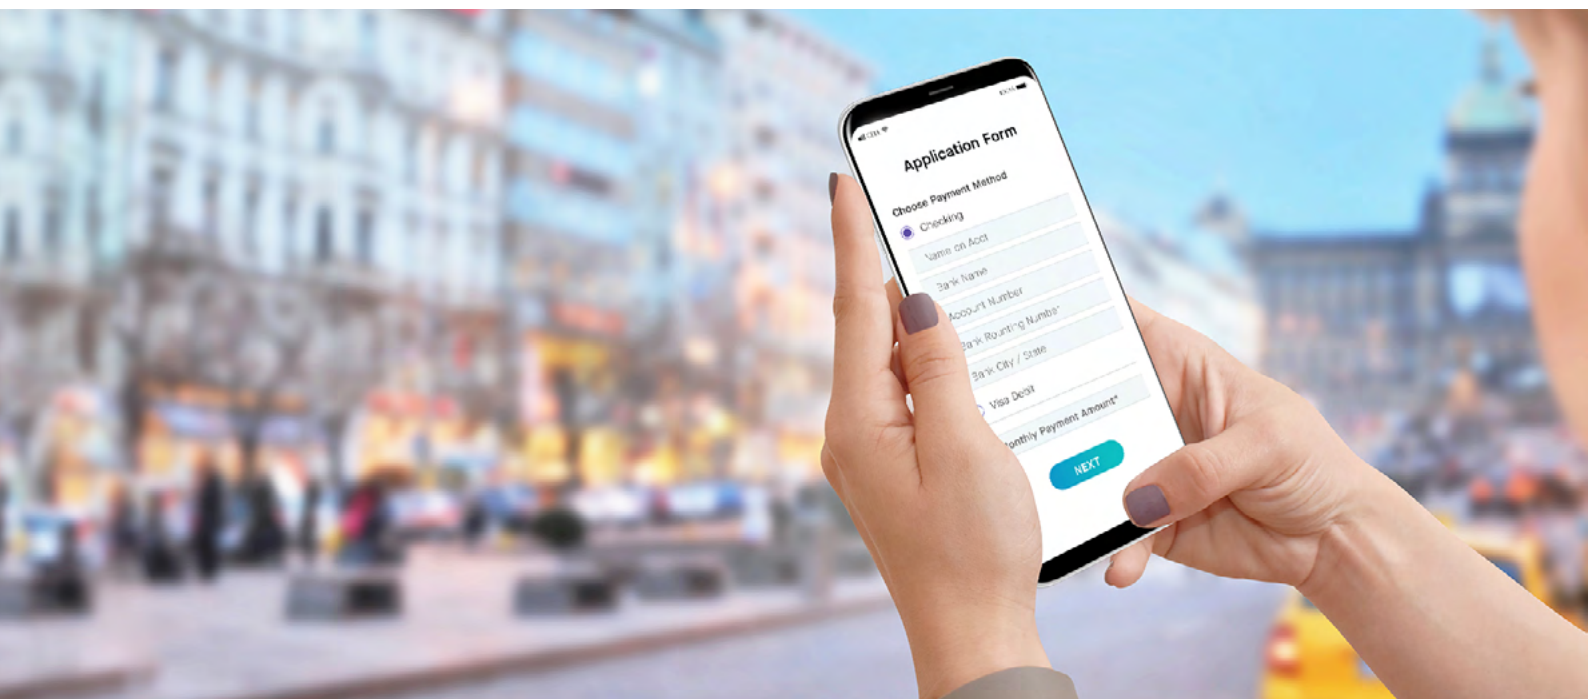 Application Form
Choose Payment Method
Checking
Name on Acct
Bank Name
Account Number
Bank Rounting Number
Bank City / State
Visa Debit
Monthly Payment Amount*
NEXT